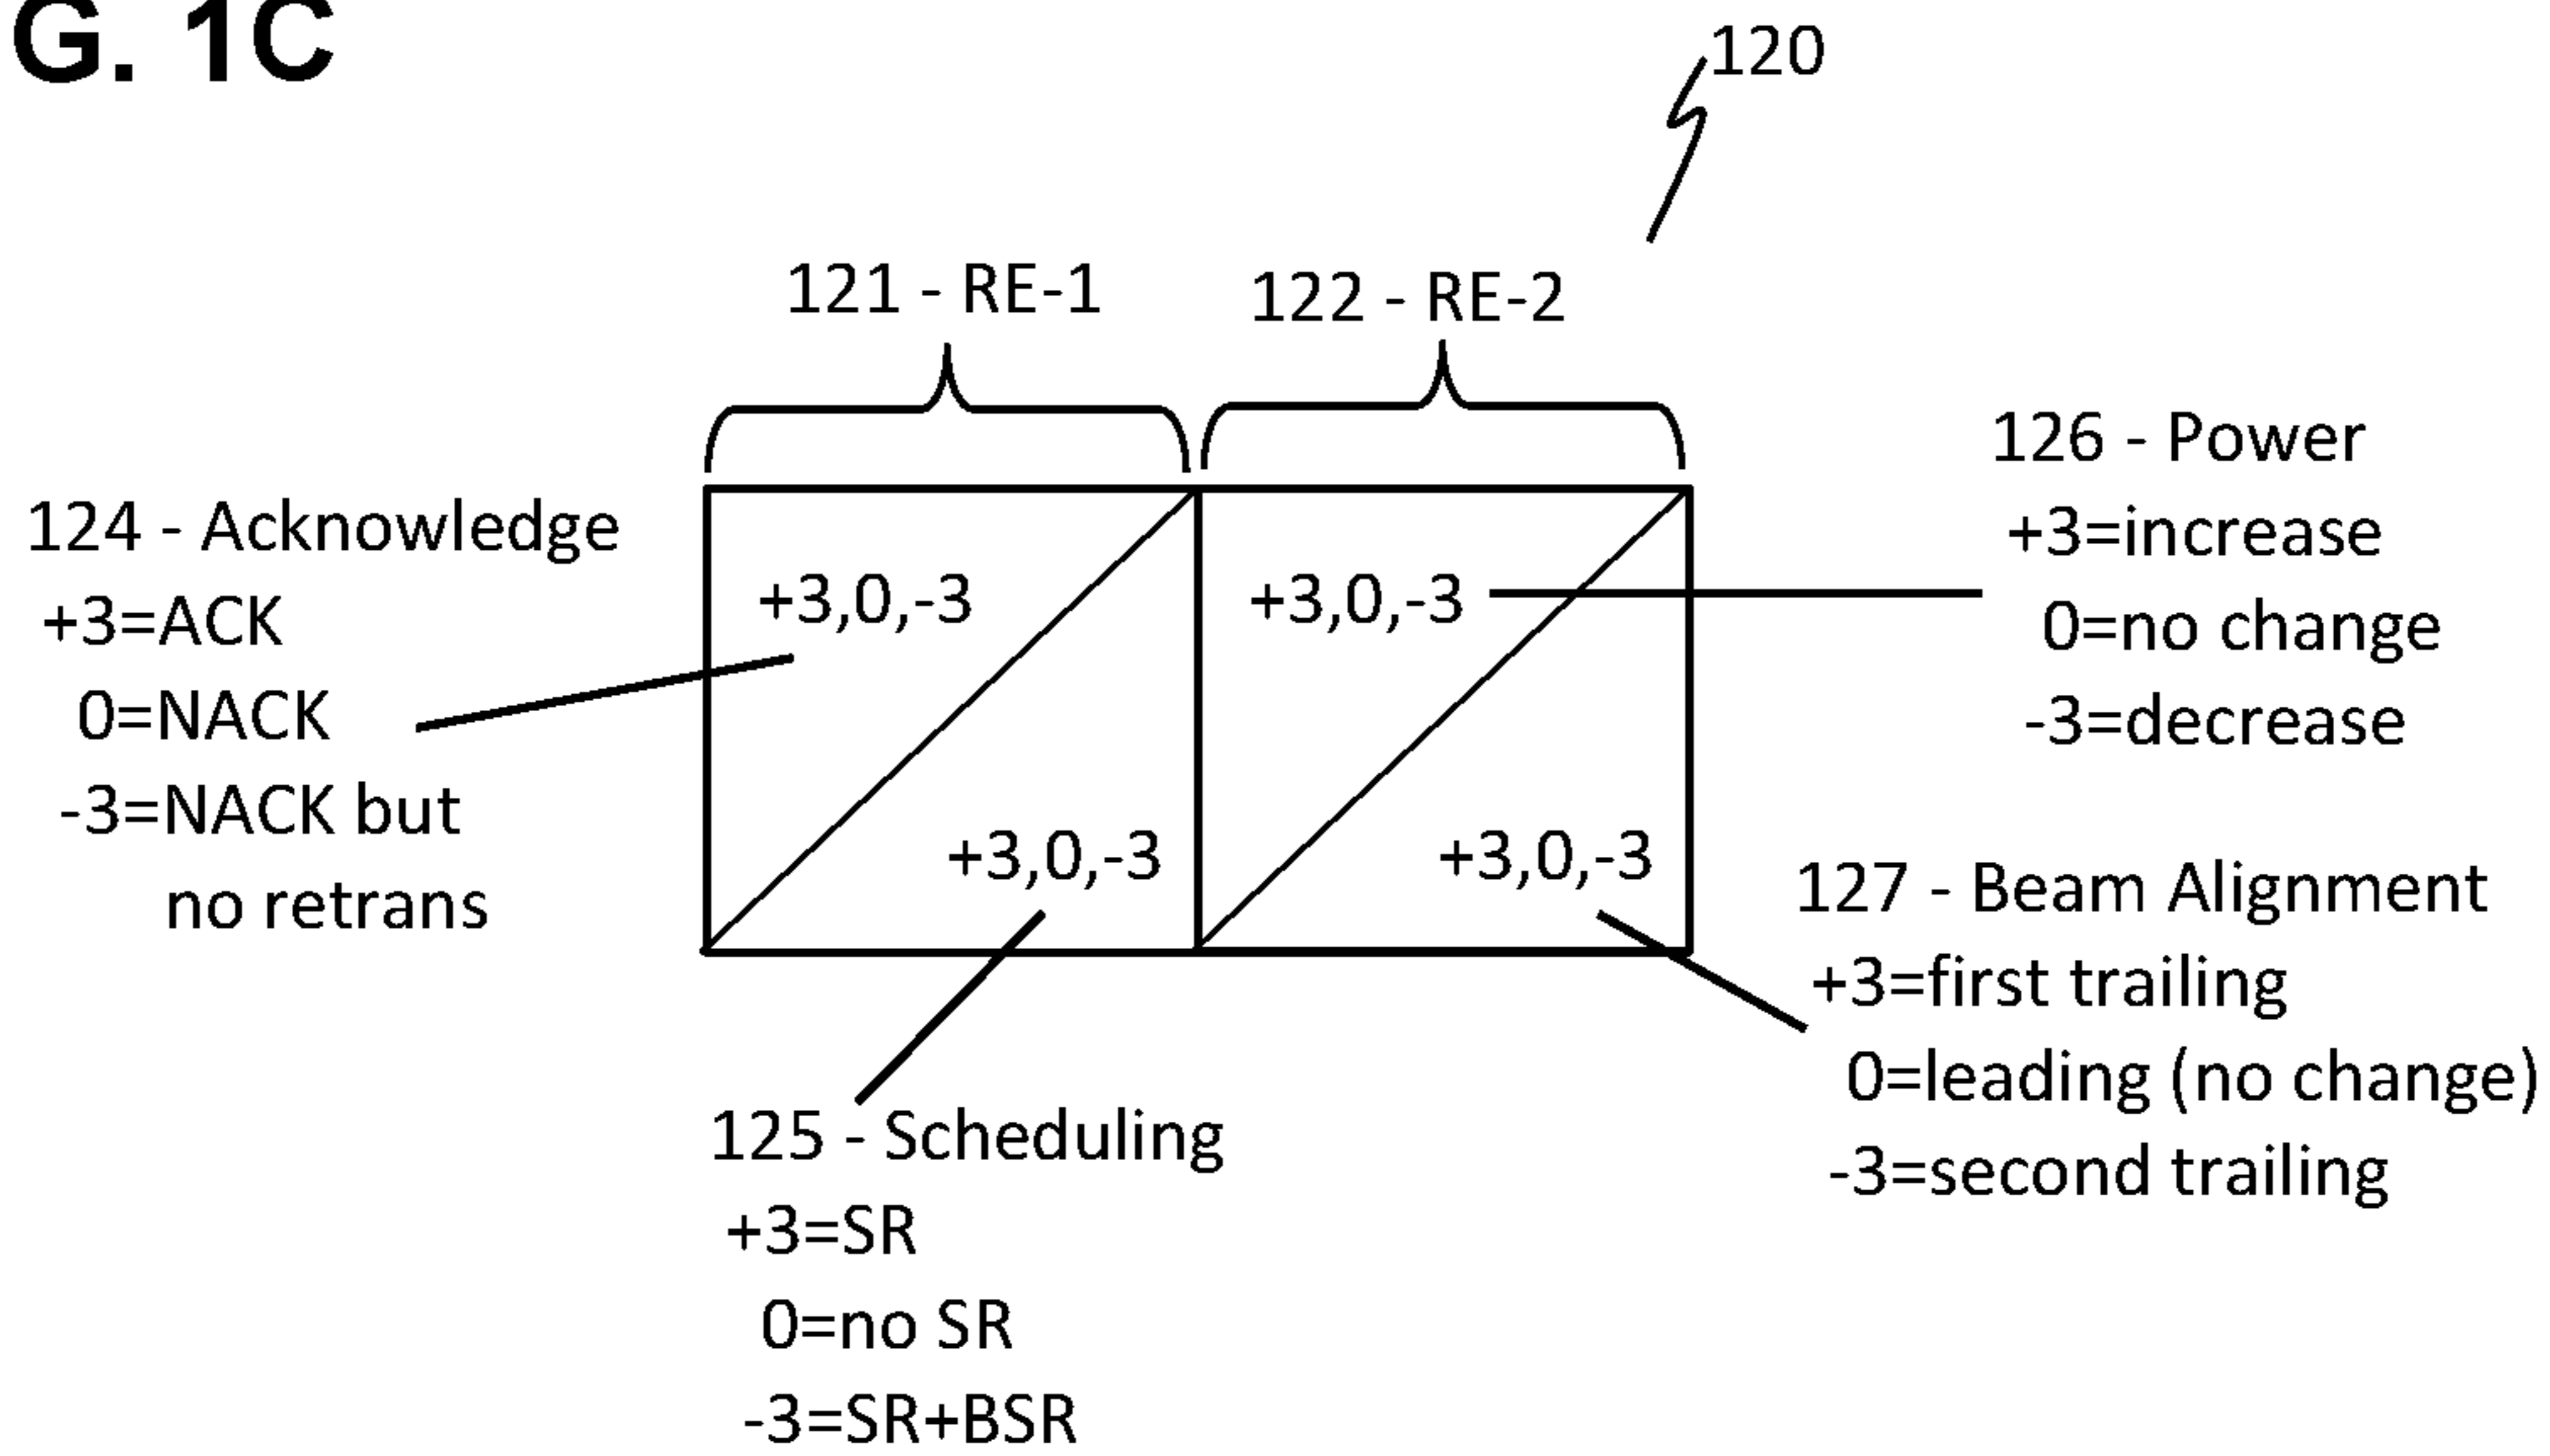 G. 1C
120
121 - RE-1
122 - RE-2
124 - Acknowledge
+3=ACK
0=NACK
-3=NACK but
no retrans
+3,0,-3
+3,0,-3
126 - Power
+3=increase
0=no change
-3=decrease
+3,0,-3
+3,0,-3
127 - Beam Alignment
+3=first trailing
0=leading (no change)
-3=second trailing
125 - Scheduling
+3=SR
0=no SR
-3=SR+BSR